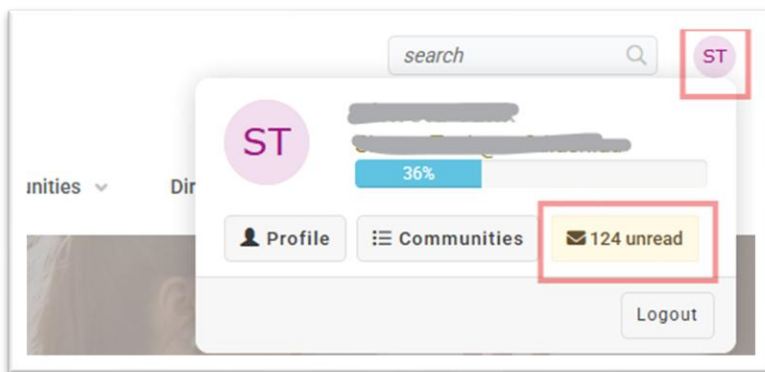 search
ST
ST
36%
unities
Dir
Profile
Communities
124 unread
Logout